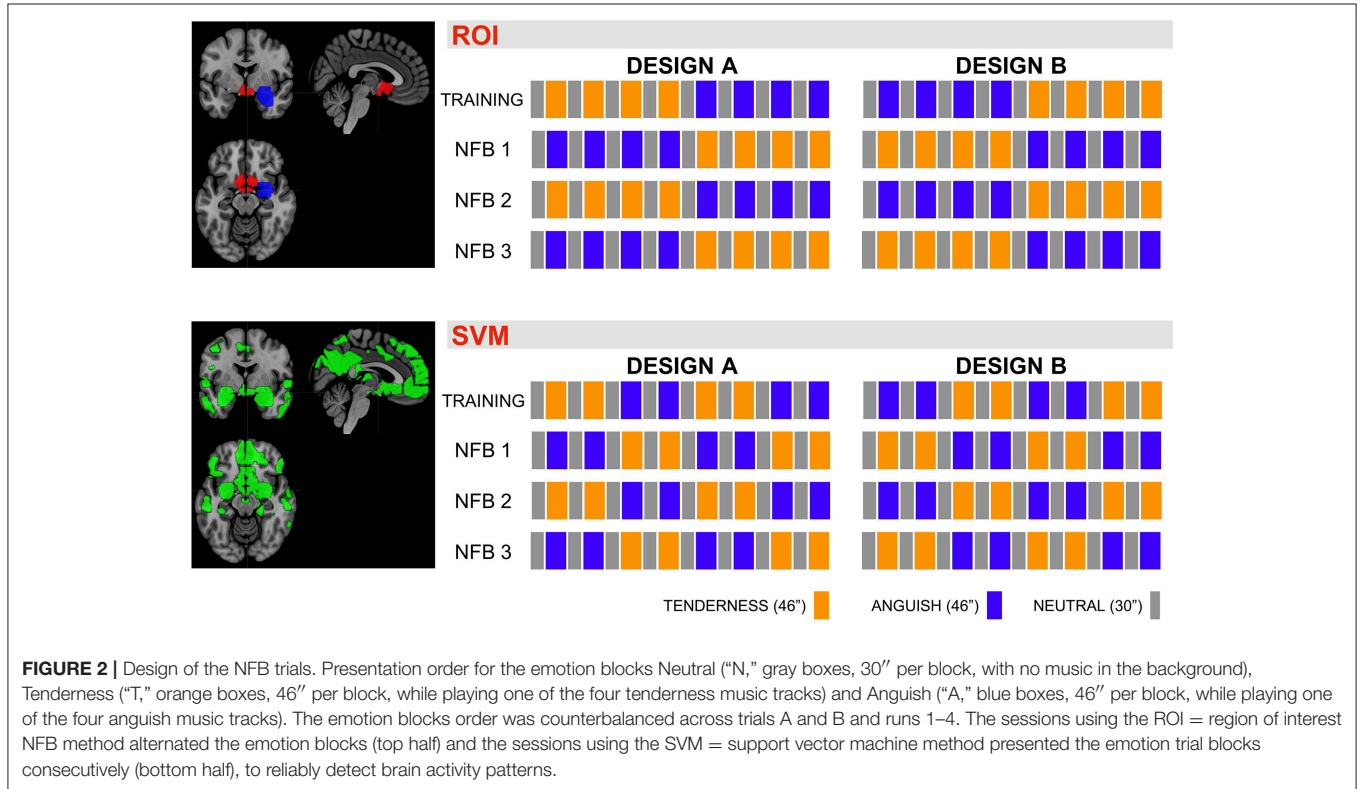 ROI
DESIGN A
DESIGN B
TRAINING
NFB 1
NFB 2
NFB 3
SVM
DESIGN A
DESIGN B
TRAINING
NFB 1
NFB 2
NFB 3
TENDERNESS (46”)
ANGUISH (46”)
NEUTRAL (30”)
FIGURE 2 | Design of the NFB trials. Presentation order for the emotion blocks Neutral (“N,” gray boxes, 30′′ per block, with no music in the background),
Tenderness (“T,” orange boxes, 46′′ per block, while playing one of the four tenderness music tracks) and Anguish (“A,” blue boxes, 46′′ per block, while playing one
of the four anguish music tracks). The emotion blocks order was counterbalanced across trials A and B and runs 1–4. The sessions using the ROI = region of interest
NFB method alternated the emotion blocks (top half) and the sessions using the SVM = support vector machine method presented the emotion trial blocks
consecutively (bottom half), to reliably detect brain activity patterns.